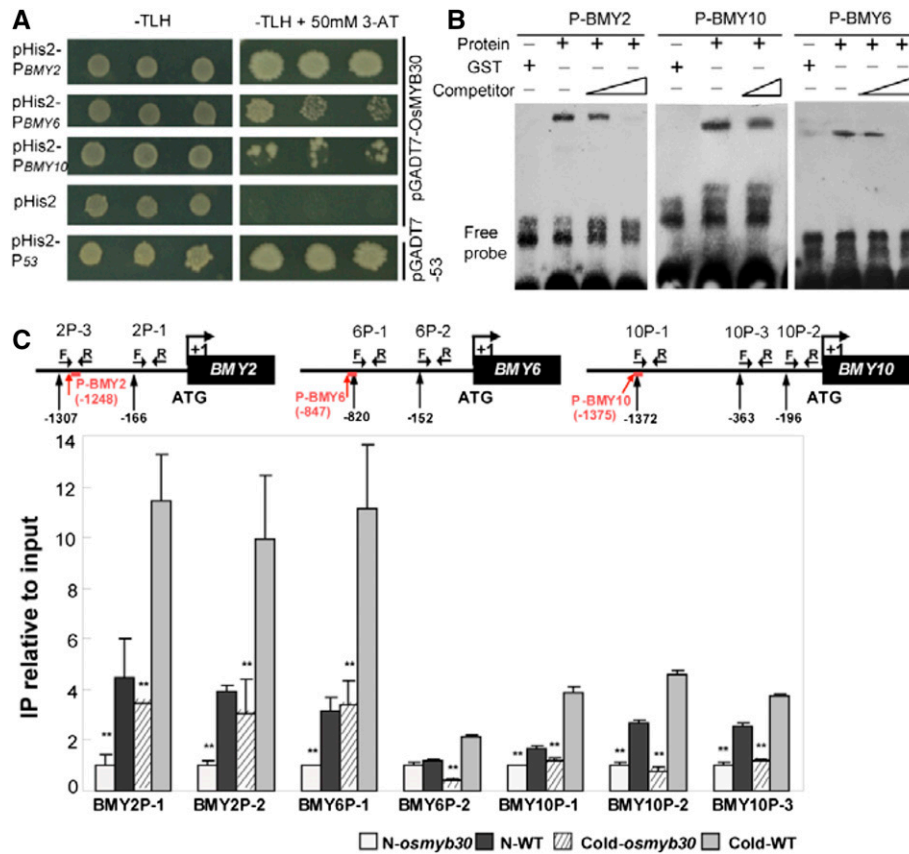 A
-TLH
-TLH + 50mM 3-AT
pHis2-
PBMY2
pHis2-
PBMY6
pHis2-
PBMY10
pHis2
pHis2-
P53
pGADT7-OsMYB30
pGADT7
-53
B
P-BMY2
P-BMY10
P-BMY6
Protein – + + + – + + – + + +
GST + – – – + – – + – – –
Competitor – – – – – –
Free
probe
C
2P-3
2P-1
F R F R
+1
BMY2
P-BMY2
(-1248)
ATG
-1307
-166
6P-1
6P-2
F R F R
+1
BMY6
P-BMY6
(-847)
ATG
-820
-152
10P-1
10P-3
10P-2
F R F R F R
+1
BMY10
P-BMY10
(-1375)
ATG
-1372
-363
-196
IP relative to input
14
12
10
8
6
4
2
0
** ** ** ** ** ** ** ** ** ** ** ** **
BMY2P-1 BMY2P-2 BMY6P-1 BMY6P-2 BMY10P-1 BMY10P-2 BMY10P-3
N-osmyb30 N-WT Cold-osmyb30 Cold-WT